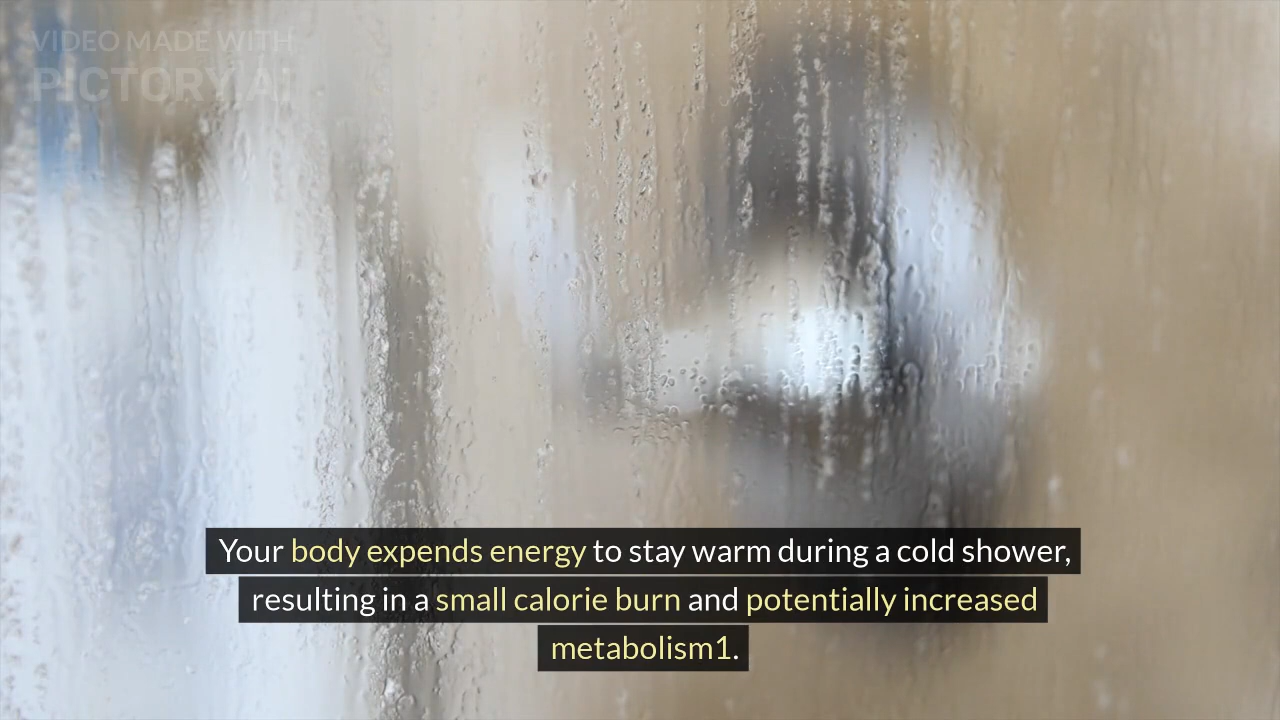 VIDEO MADE WITH
PICTORY.AI
Your body expends energy to stay warm during a cold shower,
resulting in a small calorie burn and potentially increased
metabolism1.